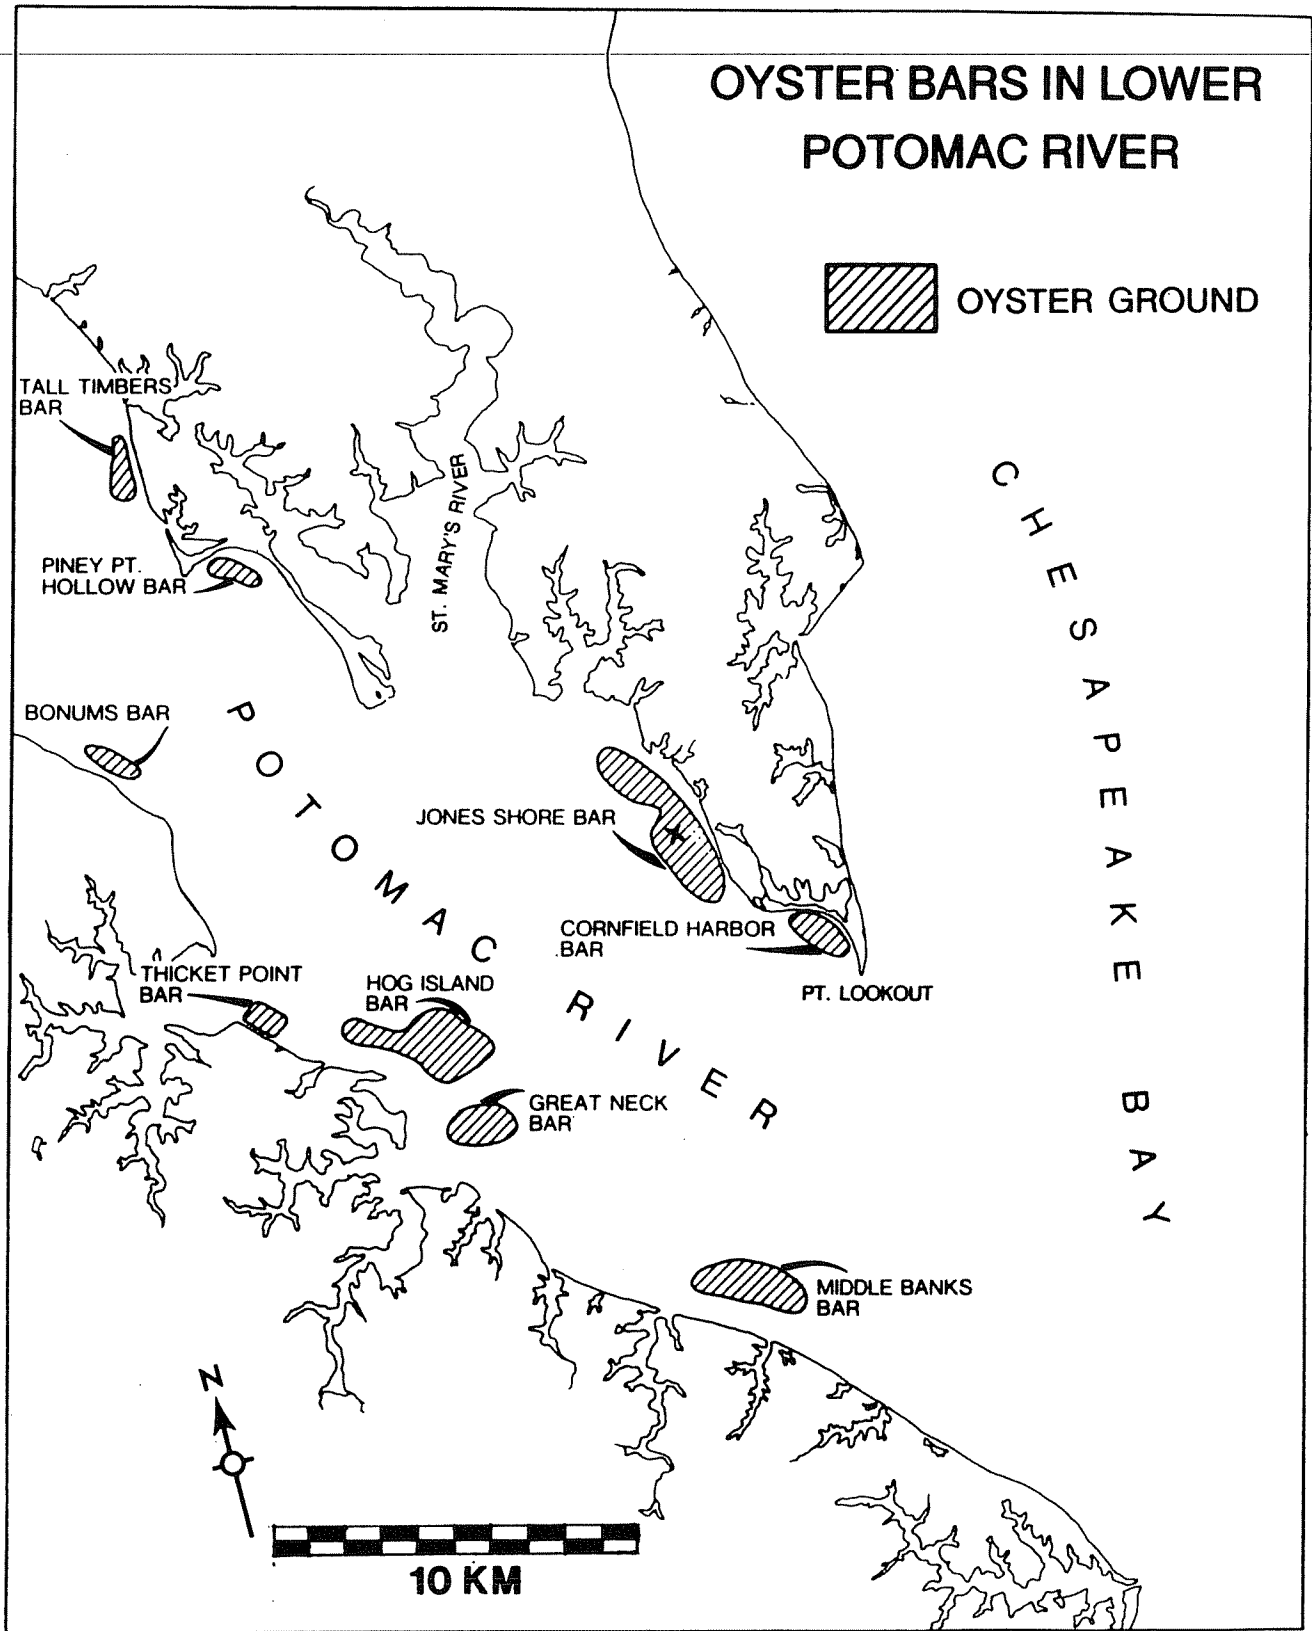 OYSTER BARS IN LOWER
POTOMAC RIVER
OYSTER GROUND
TALL TIMBERS
BAR
PINEY PT.
HOLLOW BAR
ST. MARY'S RIVER
CHESAPEAKE BAY
BONUMS BAR
POTOMAC RIVER
JONES SHORE BAR
CORNFIELD HARBOR
BAR
PT. LOOKOUT
THICKET POINT
BAR
HOG ISLAND
BAR
GREAT NECK
BAR
MIDDLE BANKS
BAR
N
10 KM